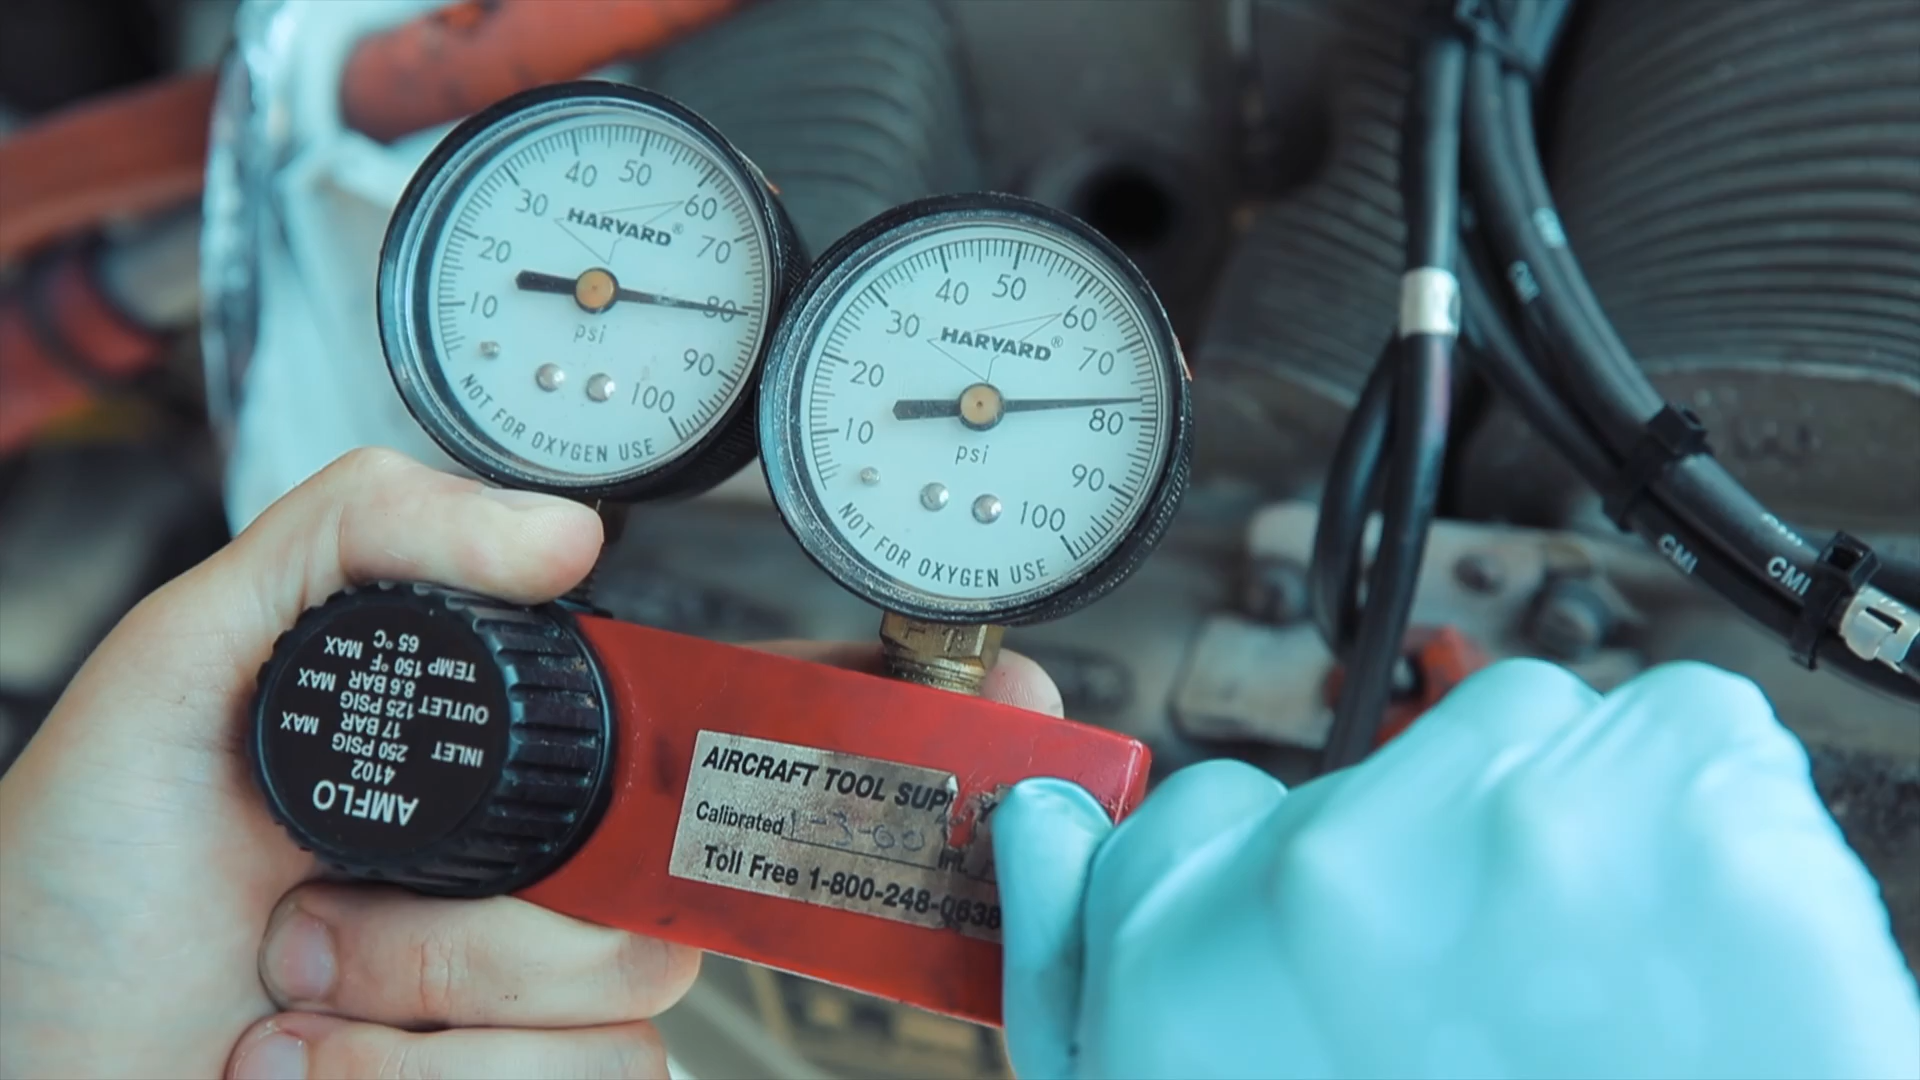 10
20
30
40
50
60
70
80
90
100
HARVARD®
psi
NOT FOR OXYGEN USE
10
20
30
40
50
60
70
80
90
100
HARVARD®
psi
NOT FOR OXYGEN USE
AMFLO
4102
INLET 250 PSIG MAX
17 BAR
OUTLET 125 PSIG MAX
8.6 BAR
TEMP 150 °F MAX
65 °C
AIRCRAFT TOOL
Calibrated 1-3-00
Toll Free 1-800-248-0638
CMI
CMI